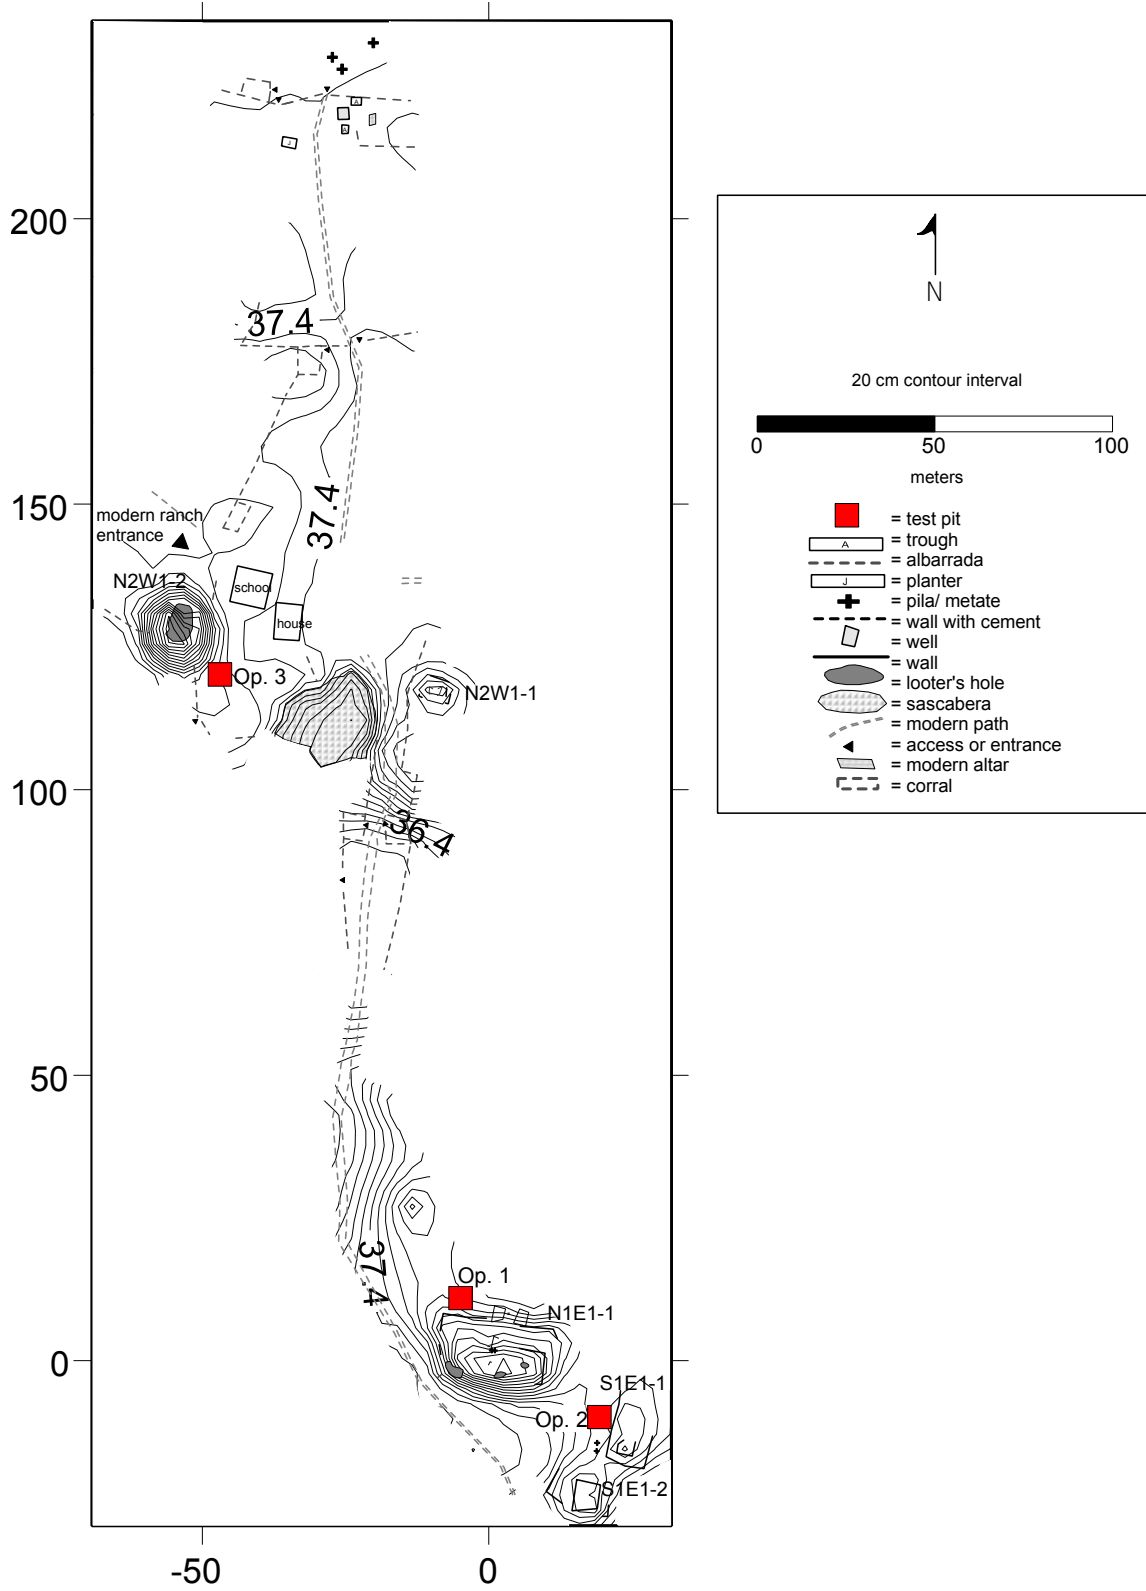 200
37.4
150
37.4
modern ranch
entrance
N2W1-2
school
house
Op. 3
N2W1-1
100
36.4
50
37.4
Op. 1
N1E1-1
0
S1E1-1
Op. 2
S1E1-2
-50
0
A
A
J
J
N
20 cm contour interval
0
50
100
meters
= test pit
A = trough
= albarrada
J = planter
= pila/ metate
= wall with cement
= well
= wall
= looter's hole
= sascabera
= modern path
= access or entrance
= modern altar
= corral